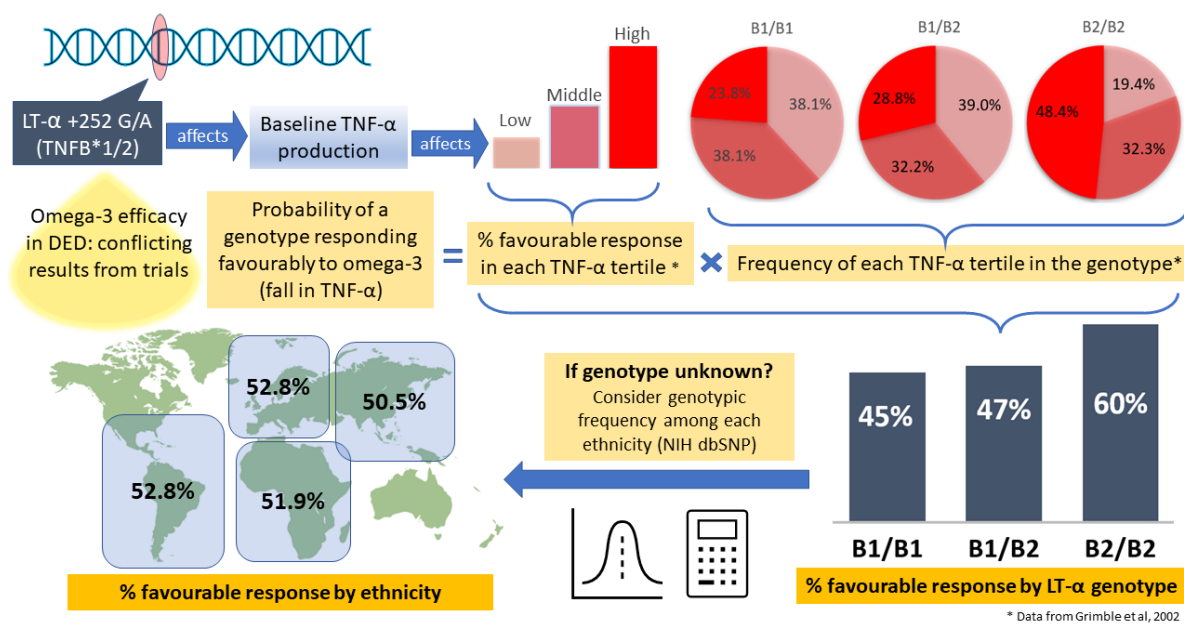 LT-α +252 G/A
(TNFB*1/2)
affects
Baseline TNF-α
production
affects
Low
Middle
High
B1/B1
23.8%
38.1%
38.1%
B1/B2
28.8%
39.0%
32.2%
B2/B2
48.4%
19.4%
32.3%
Omega-3 efficacy
in DED: conflicting
results from trials
Probability of a
genotype responding
favourably to omega-3
(fall in TNF-α)
=
% favourable response
in each TNF-α tertile *
×
Frequency of each TNF-α tertile in the genotype*
52.8%
50.5%
52.8%
51.9%
% favourable response by ethnicity
If genotype unknown?
Consider genotypic
frequency among each
ethnicity (NIH dbSNP)
45%
47%
60%
B1/B1
B1/B2
B2/B2
% favourable response by LT-α genotype
* Data from Grimble et al, 2002